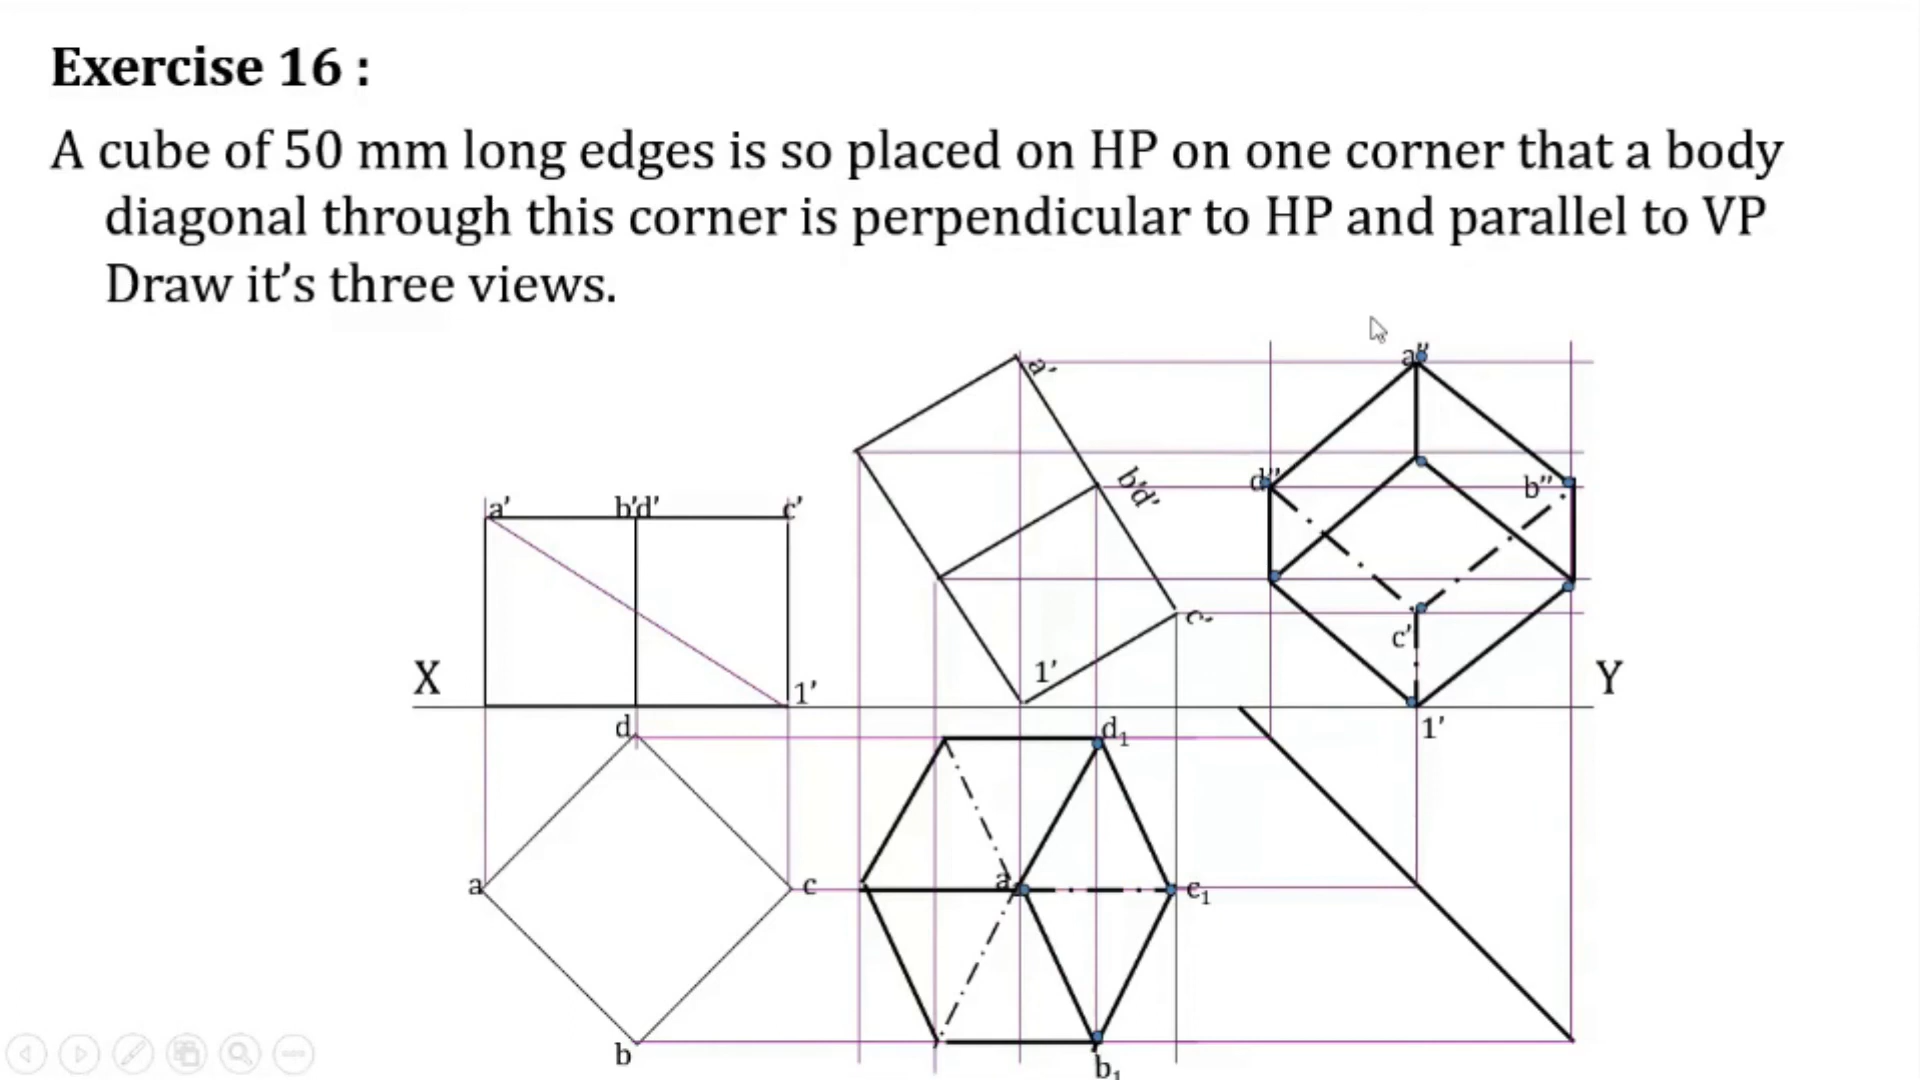 Exercise 16 :
A cube of 50 mm long edges is so placed on HP on one corner that a body
diagonal through this corner is perpendicular to HP and parallel to VP
Draw it’s three views.
a’ b’d’ c’
X
1’
a’
b’d’
c’
1’
a”
d”
b”
c’
Y
1’
d
a
c
b
d₁
a
c₁
b₁